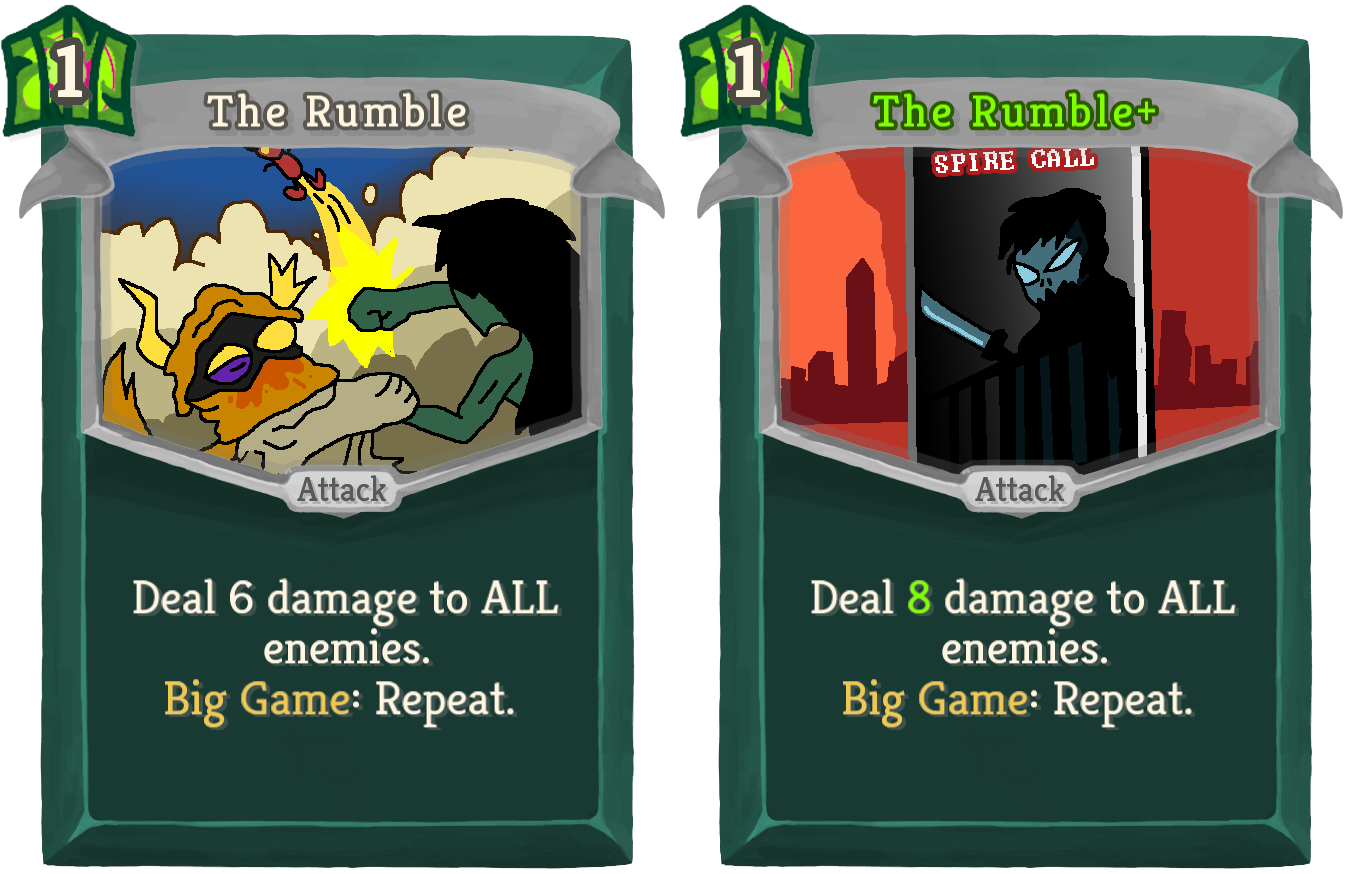 1
The Rumble
Attack
Deal 6 damage to ALL
enemies.
Big Game: Repeat.
1
The Rumble+
SPIRE CALL
Attack
Deal 8 damage to ALL
enemies.
Big Game: Repeat.